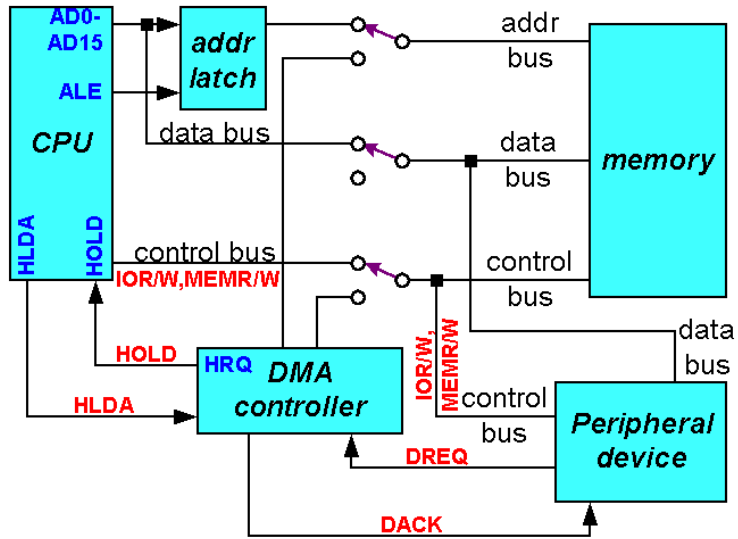 AD0-
AD15
addr
latch
addr
bus
ALE
CPU
data bus
data
bus
memory
HLDA
HOLD
control bus
IOR/W,MEMR/W
control
bus
HOLD
HRQ
DMA
controller
HLDA
IOR/W,
MEMR/W
data
bus
control
bus
Peripheral
device
DREQ
DACK